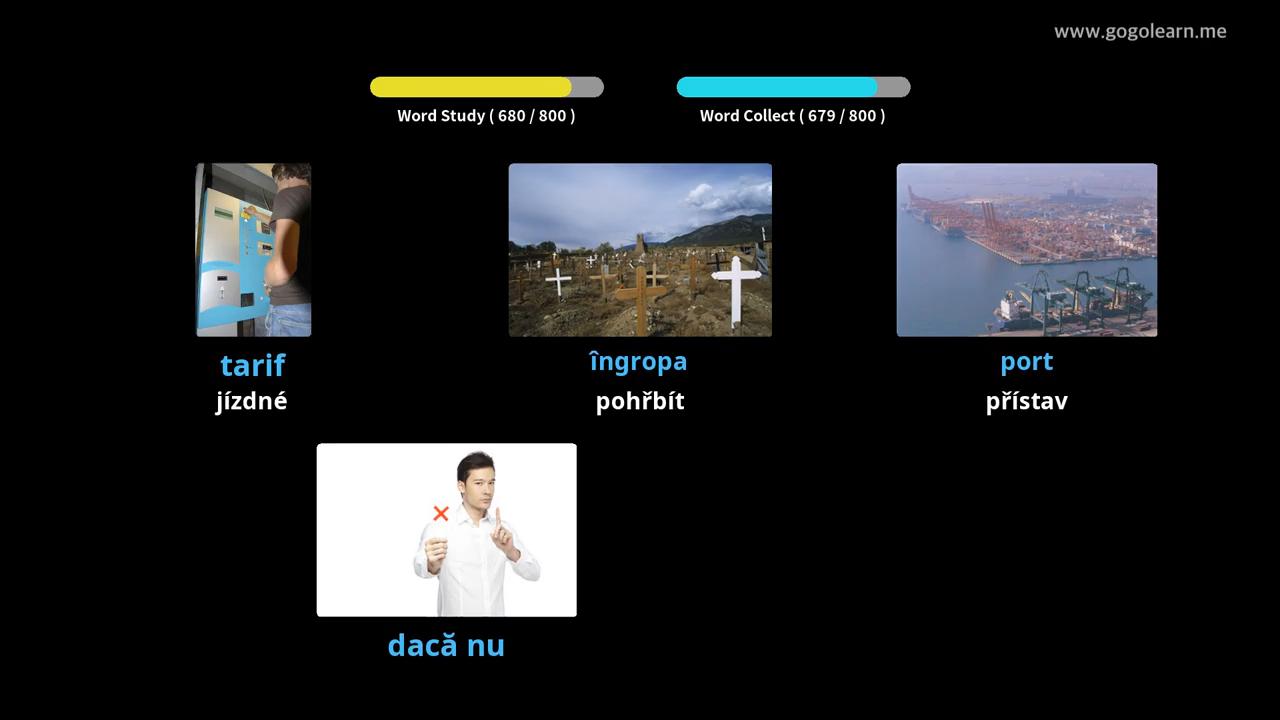 www.gogolearn.me
Word Study ( 680 / 800 )
Word Collect ( 679 / 800 )
tarif
jízdné
îngropa
pohřbít
port
přístav
dacă nu